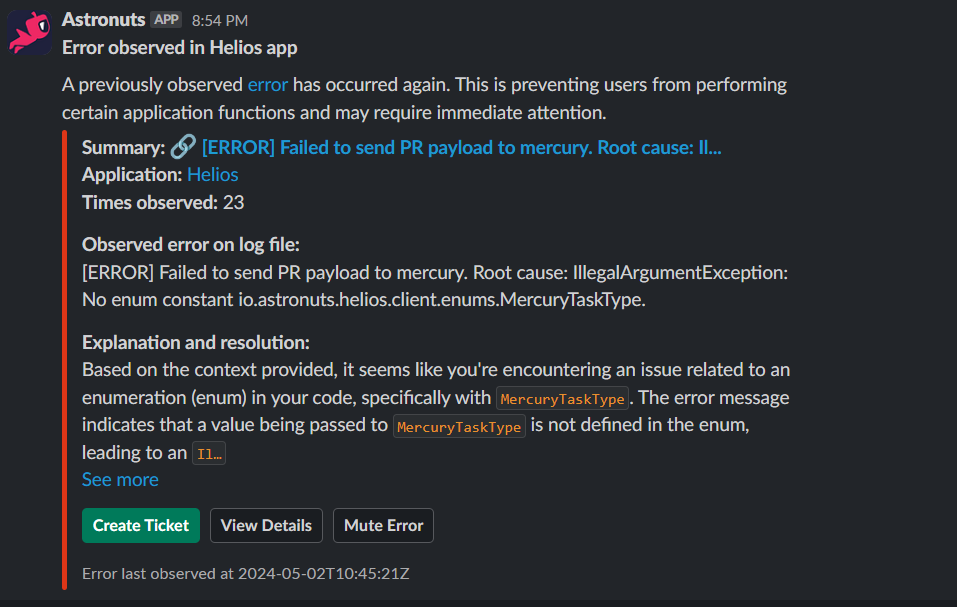 Astronuts APP 8:54 PM
Error observed in Helios app
A previously observed error has occurred again. This is preventing users from performing
certain application functions and may require immediate attention.
Summary: [ERROR] Failed to send PR payload to mercury. Root cause: Il...
Application: Helios
Times observed: 23
Observed error on log file:
[ERROR] Failed to send PR payload to mercury. Root cause: IllegalArgumentException:
No enum constant io.astronuts.helios.client.enums.MercuryTaskType.
Explanation and resolution:
Based on the context provided, it seems like you're encountering an issue related to an
enumeration (enum) in your code, specifically with MercuryTaskType. The error message
indicates that a value being passed to MercuryTaskType is not defined in the enum,
leading to an Il…
See more
Create Ticket View Details Mute Error
Error last observed at 2024-05-02T10:45:21Z